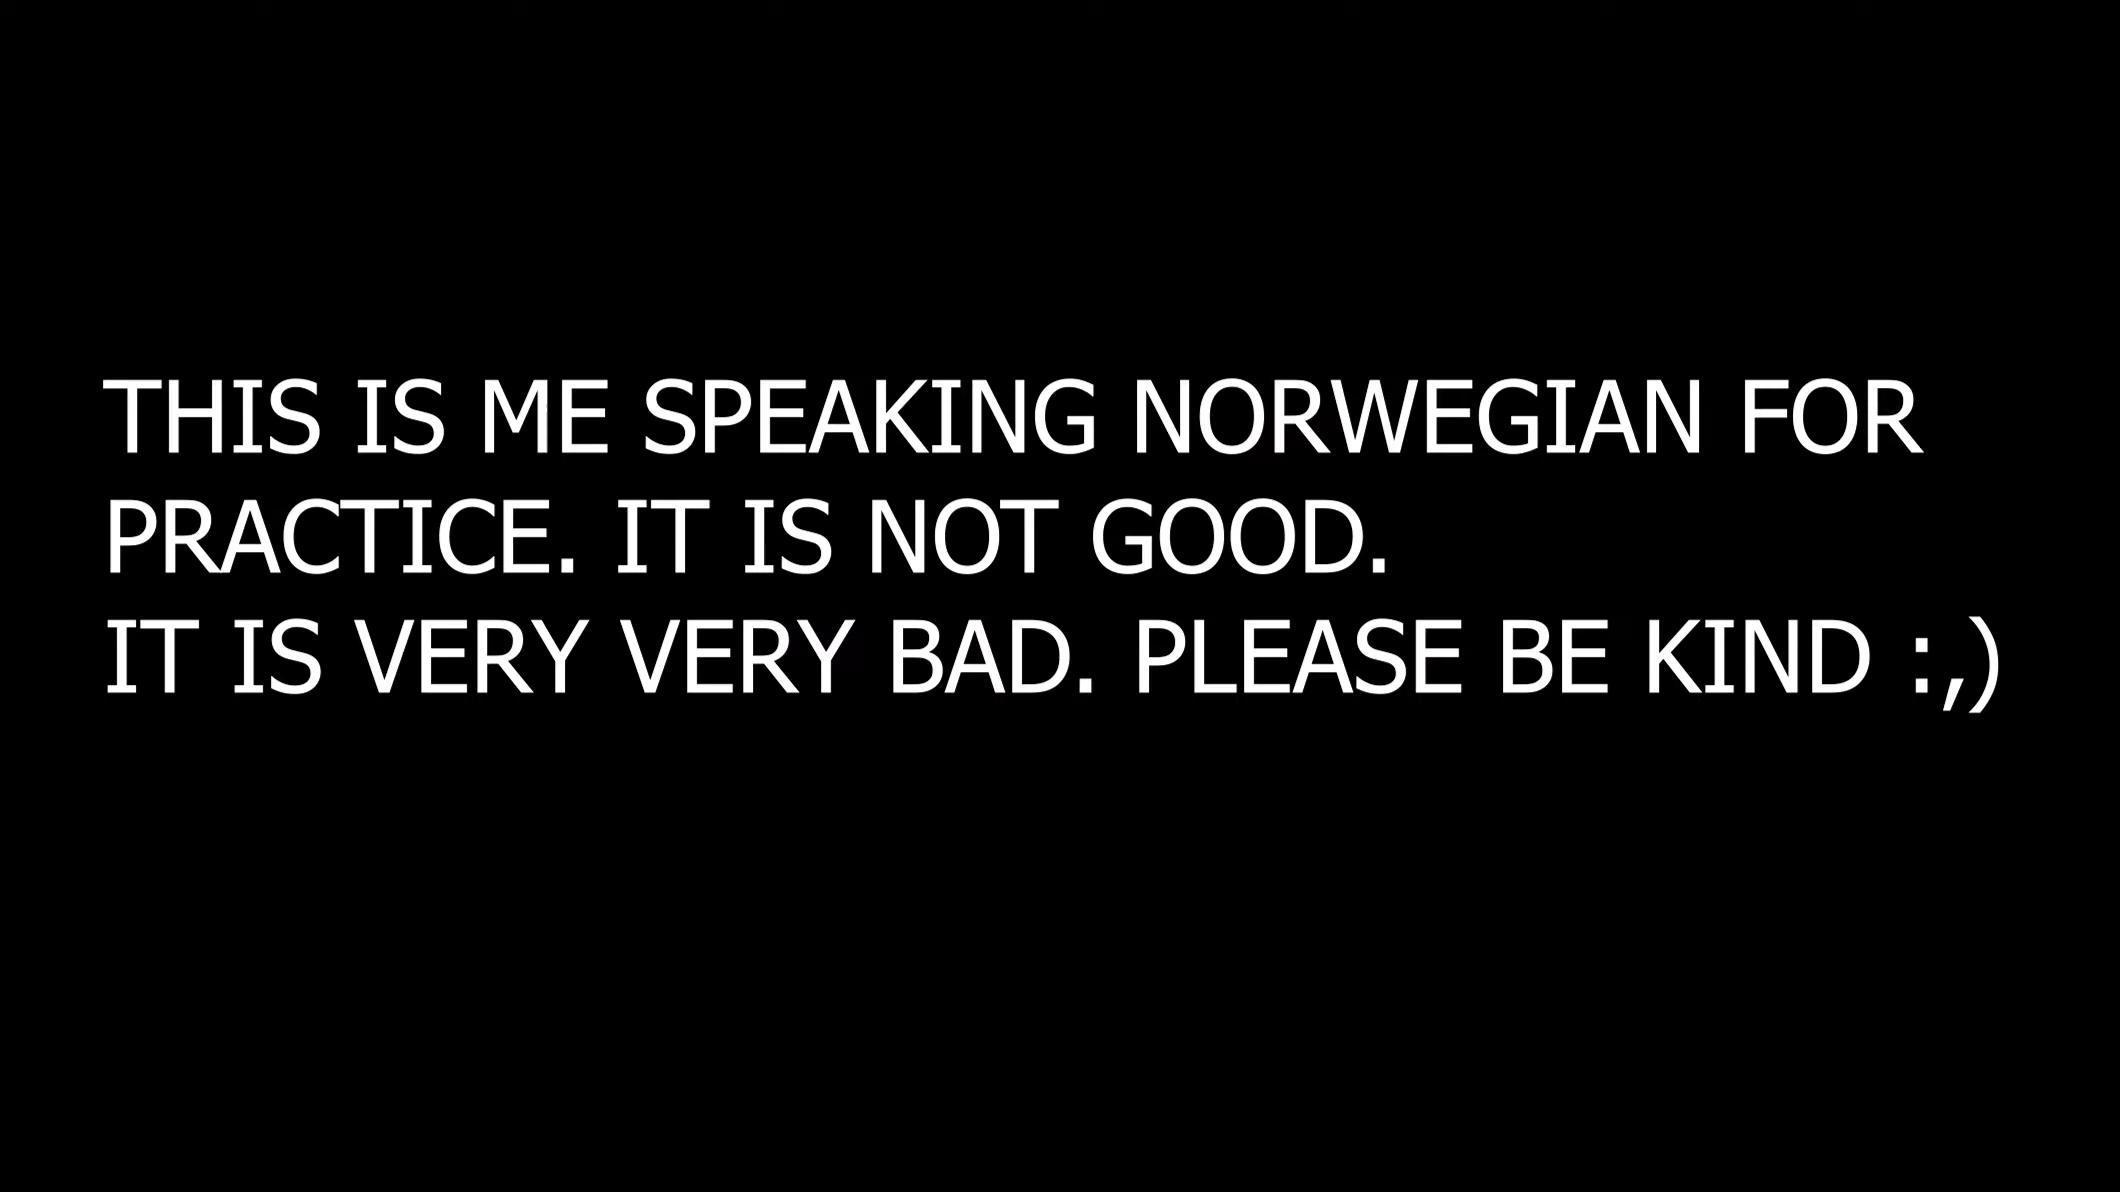 THIS IS ME SPEAKING NORWEGIAN FOR
PRACTICE. IT IS NOT GOOD.
IT IS VERY VERY BAD. PLEASE BE KIND :,)